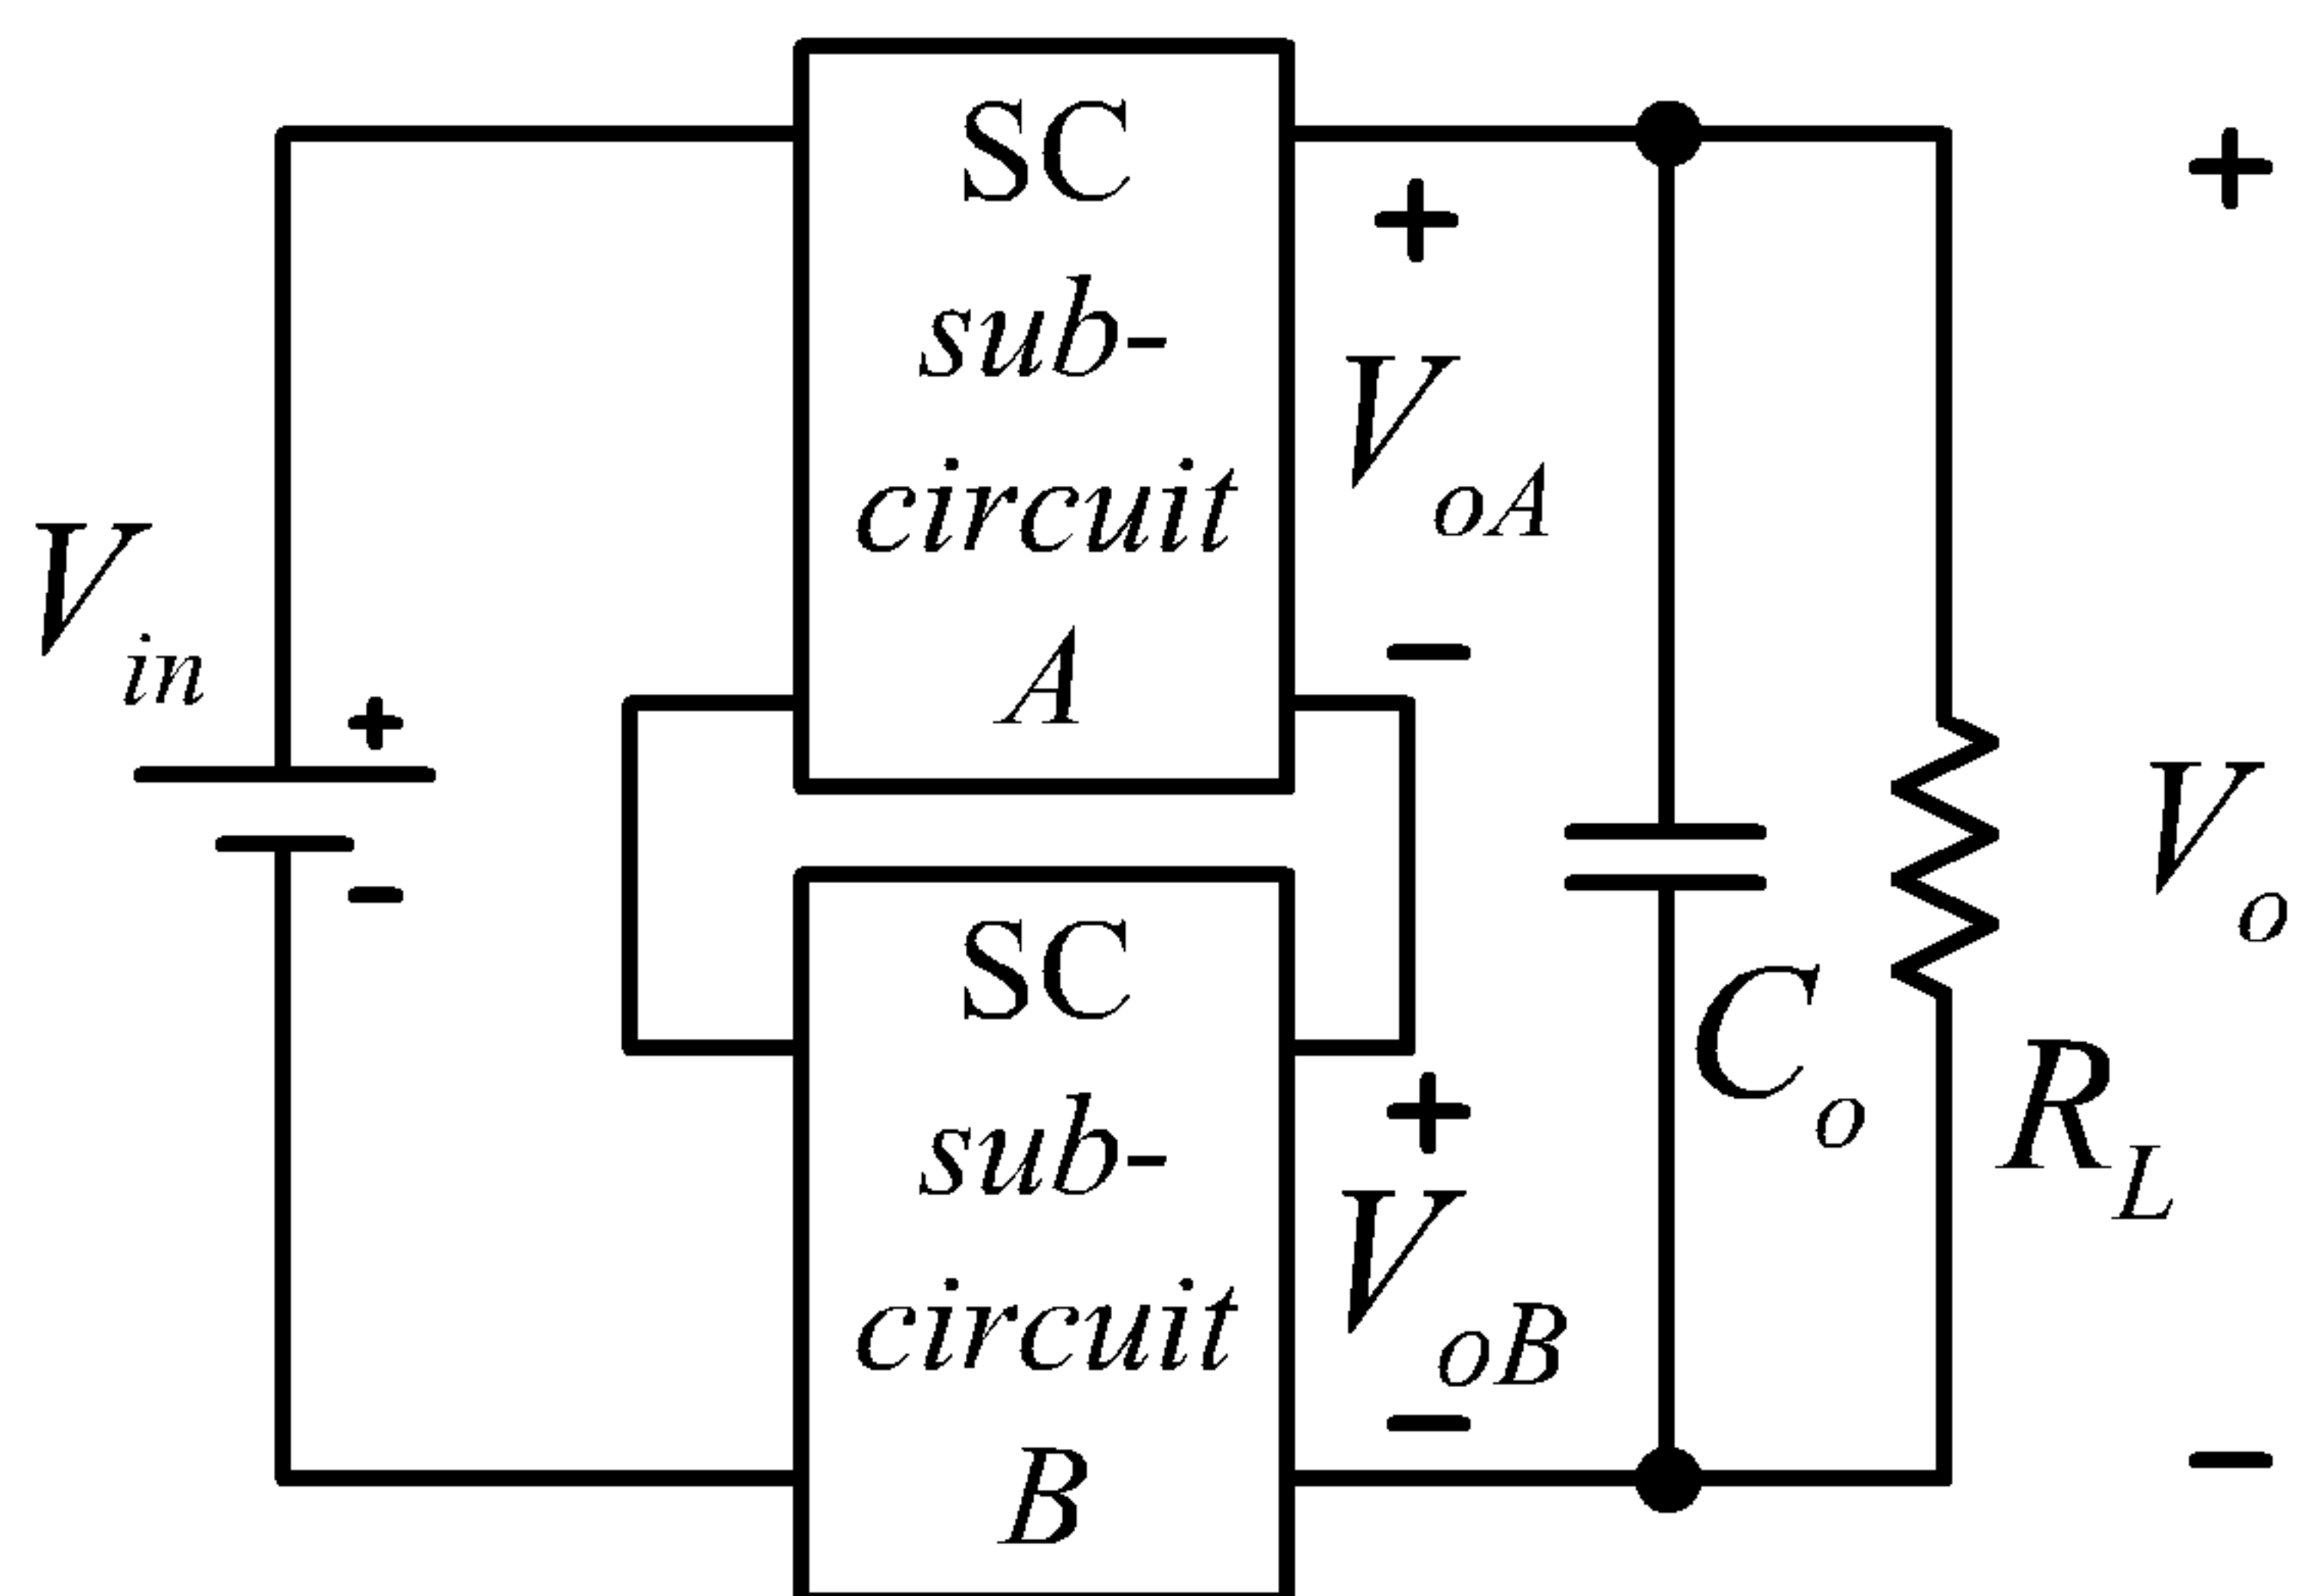 SC
sub-
circuit
A
+
V_oA
−
V_in
+
-
SC
sub-
circuit
B
+
V_oB
−
C_o
R_L
+
V_o
−